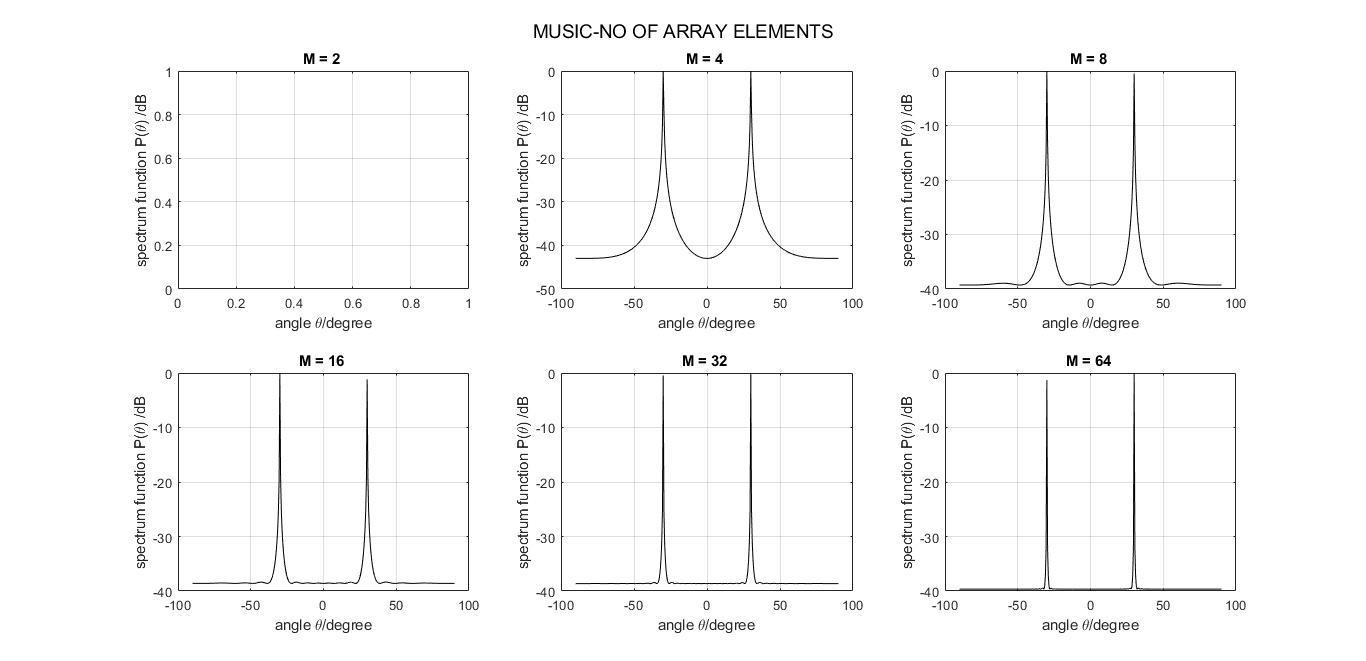 MUSIC-NO OF ARRAY ELEMENTS
M = 2
spectrum function P(θ) /dB
1
0.8
0.6
0.4
0.2
0
0 0.2 0.4 0.6 0.8 1
angle θ/degree
M = 4
spectrum function P(θ) /dB
0
-10
-20
-30
-40
-50
-100 -50 0 50 100
angle θ/degree
M = 8
spectrum function P(θ) /dB
0
-10
-20
-30
-40
-100 -50 0 50 100
angle θ/degree
M = 16
spectrum function P(θ) /dB
0
-10
-20
-30
-40
-100 -50 0 50 100
angle θ/degree
M = 32
spectrum function P(θ) /dB
0
-10
-20
-30
-40
-100 -50 0 50 100
angle θ/degree
M = 64
spectrum function P(θ) /dB
0
-10
-20
-30
-40
-100 -50 0 50 100
angle θ/degree